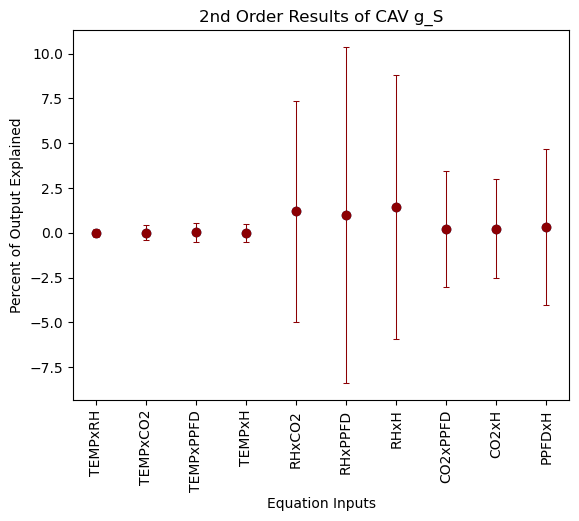 2nd Order Results of CAV g_S
Percent of Output Explained
10.0
7.5
5.0
2.5
0.0
−2.5
−5.0
−7.5
TEMPxRH
TEMPxCO2
TEMPxPPFD
TEMPxH
RHxCO2
RHxPPFD
RHxH
CO2xPPFD
CO2xH
PPFDxH
Equation Inputs